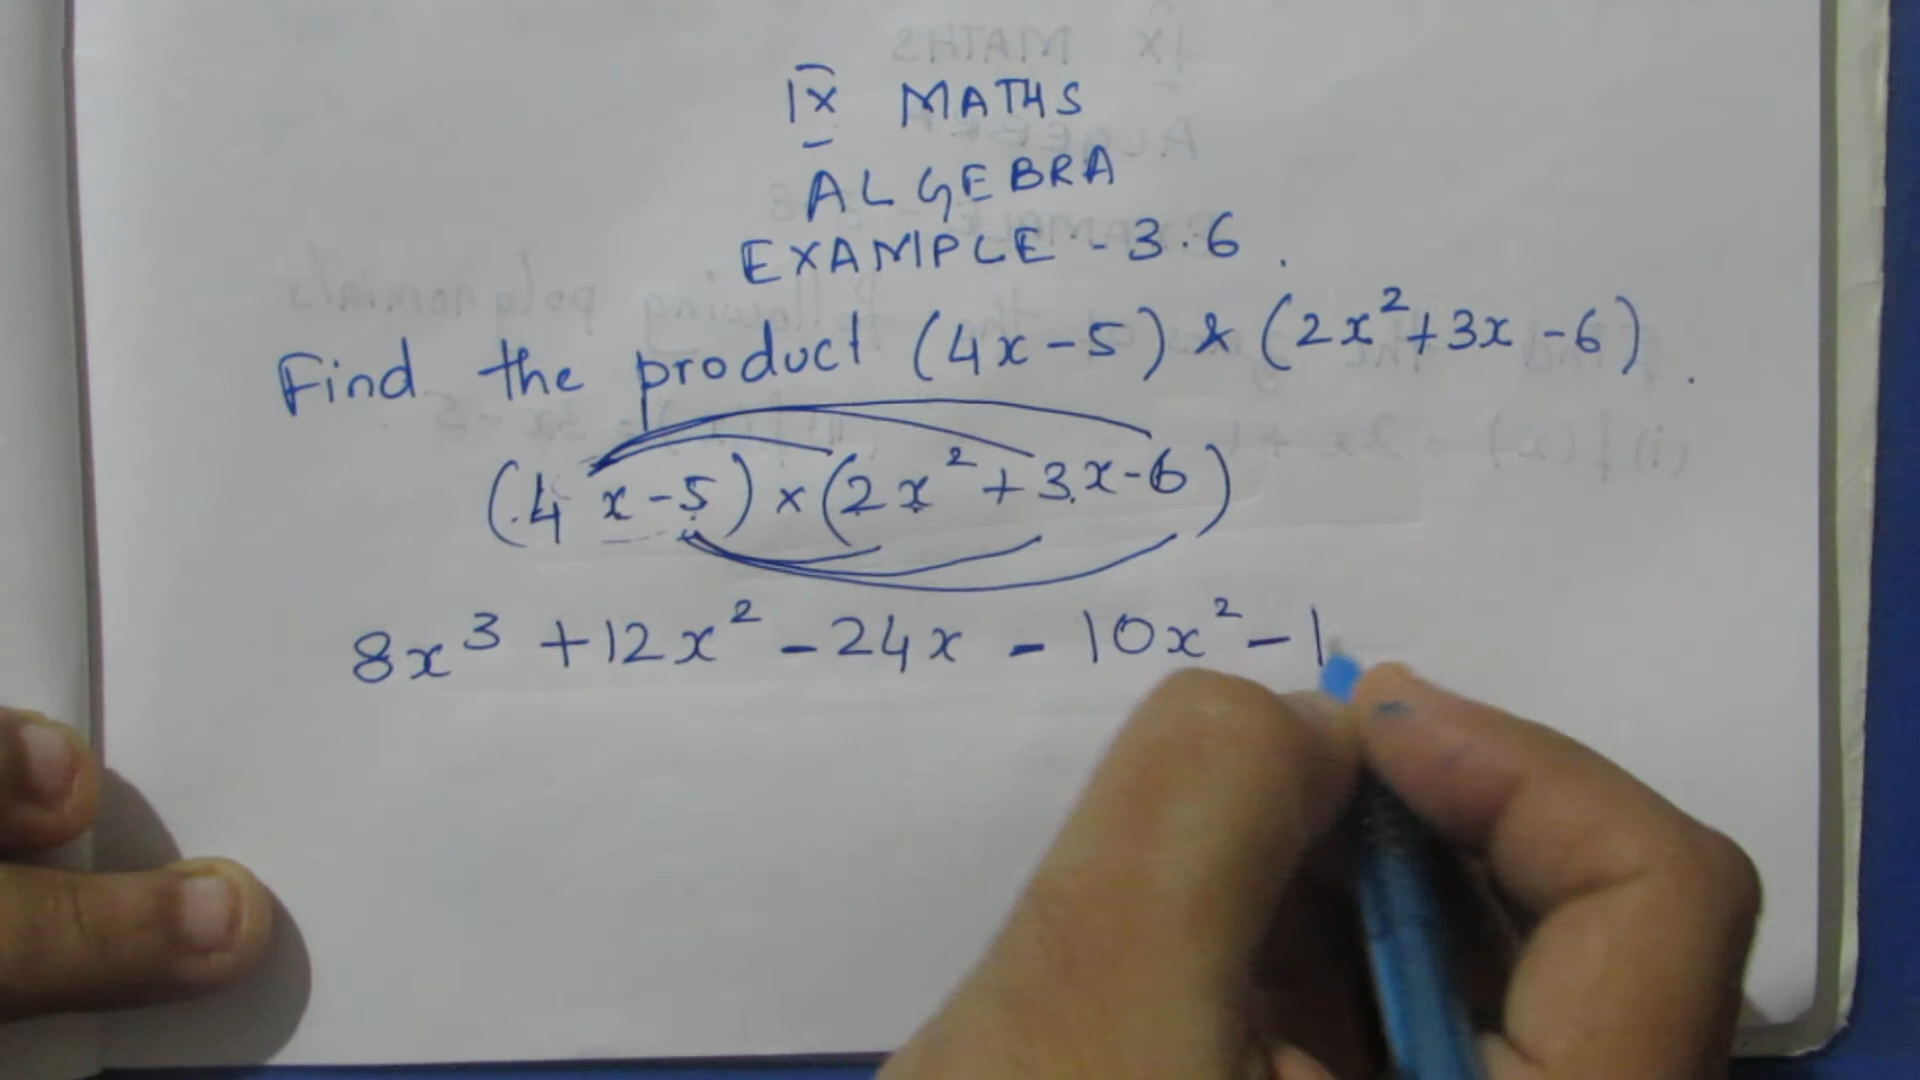 IX MATHS
ALGEBRA
EXAMPLE - 3.6.
Find the product (4x-5) & (2x²+3x-6).
(4x-5)×(2x²+3x-6)
8x³+12x²-24x-10x²-1